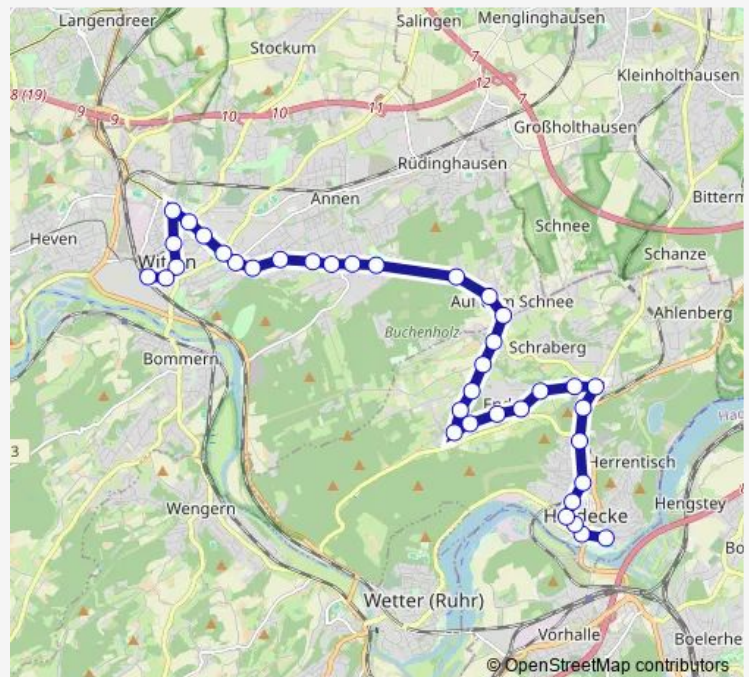 Langendreer
Salingen
Menglinghausen
Stockum
7
8 (19)
9
9
10
10
11
12
7
Kleinholthausen
Großholthausen
Rüdinghausen
Annen
Bitterm
Heven
Schnee
Schanze
Buchenholz
Ahlenberg
Bommern
Schraberg
3
Herrentisch
Wengern
Hengstey
Wetter (Ruhr)
Vorhalle
Boelerhe
© OpenStreetMap contributors